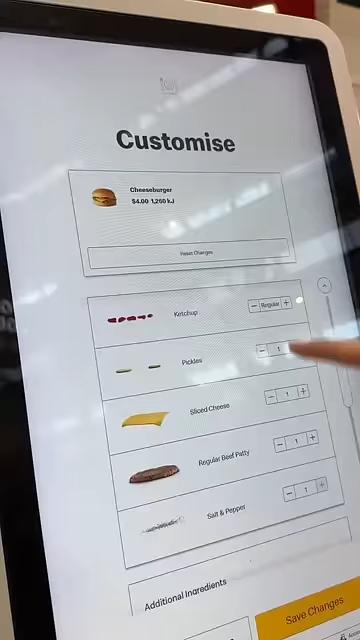 Customise
Cheeseburger
$4.00 1,260 kJ
Reset Changes
Ketchup
− Regular +
Pickles
− 1
Sliced Cheese
− 1 +
Regular Beef Patty
− 1 +
Salt & Pepper
− 1 +
Additional Ingredients
Save Changes